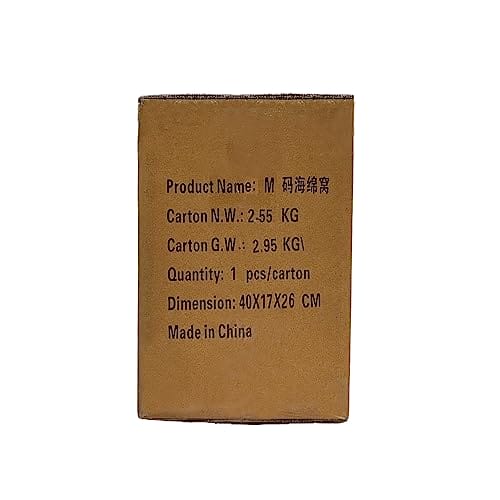 Product Name: M 码海绵窝
Carton N.W.: 2-55 KG
Carton G.W.: 2.95 KG\
Quantity: 1 pcs/carton
Dimension: 40X17X26 CM
Made in China